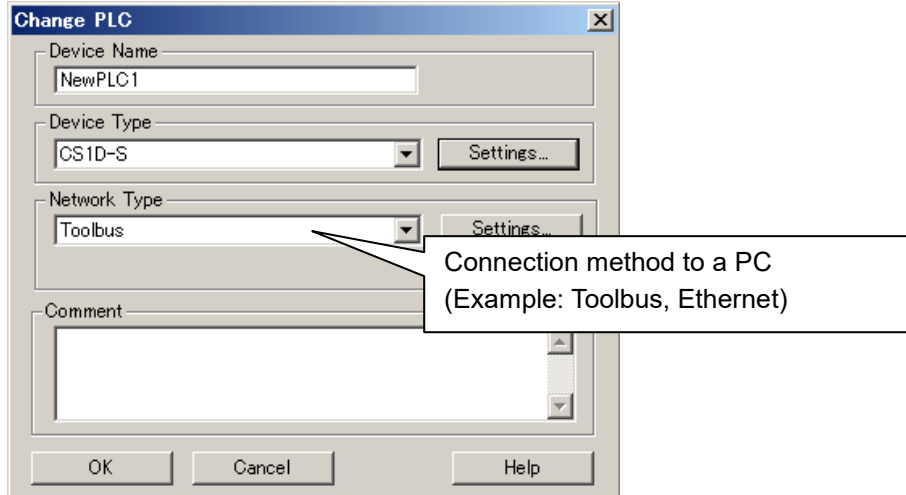 Change PLC
Device Name
NewPLC1
Device Type
CS1D-S
Settings...
Network Type
Toolbus
Settings...
Connection method to a PC
(Example: Toolbus, Ethernet)
Comment
OK
Cancel
Help